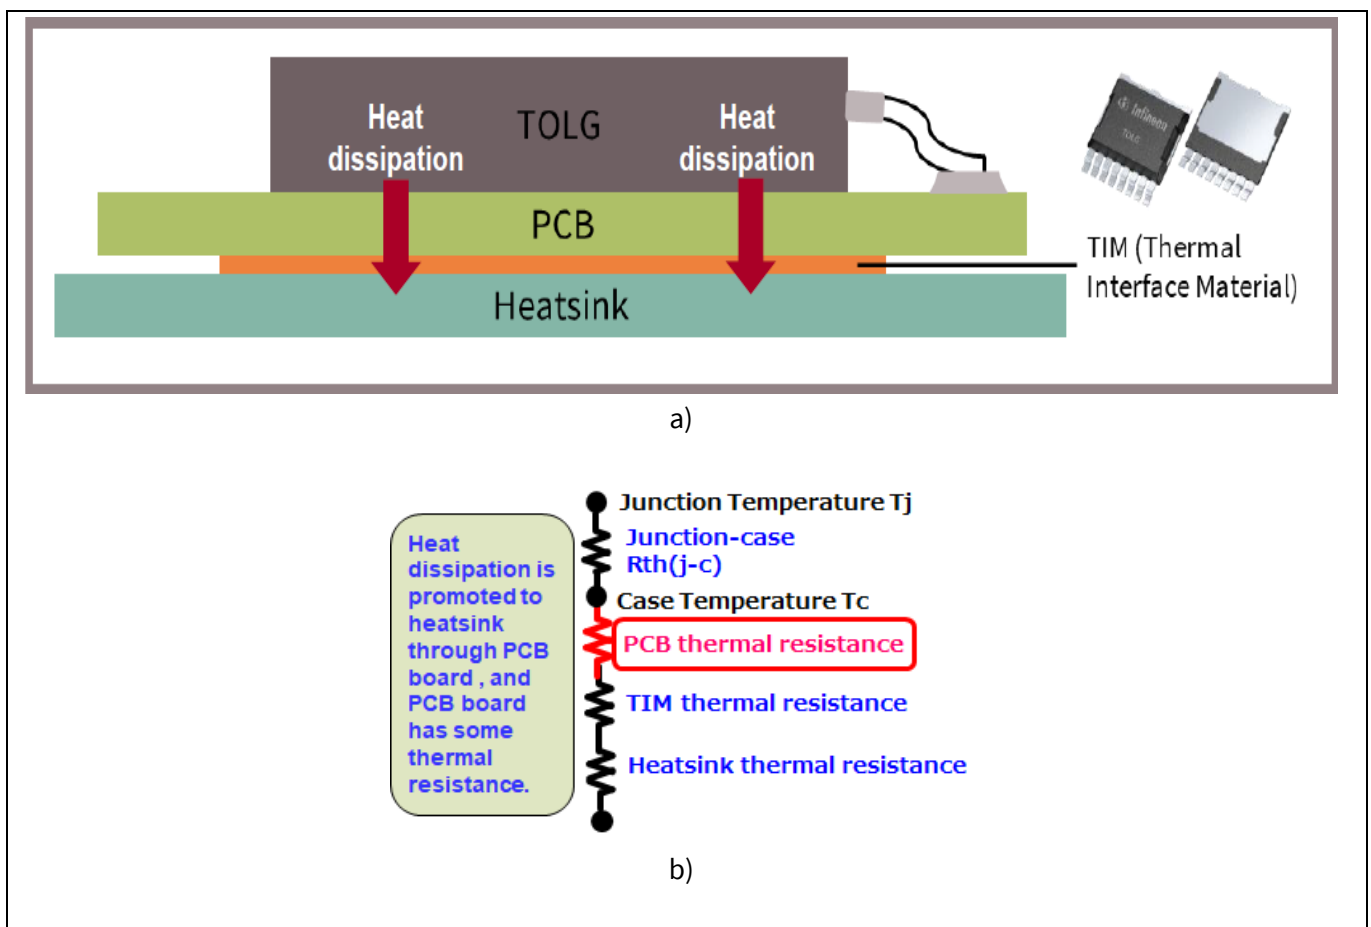 Heat
dissipation
TOLG
Heat
dissipation
Infineon
TOLG
PCB
TIM (Thermal
Interface Material)
Heatsink
a)
Junction Temperature Tj
Junction-case
Rth(j-c)
Case Temperature Tc
PCB thermal resistance
TIM thermal resistance
Heatsink thermal resistance
Heat
dissipation is
promoted to
heatsink
through PCB
board , and
PCB board
has some
thermal
resistance.
b)